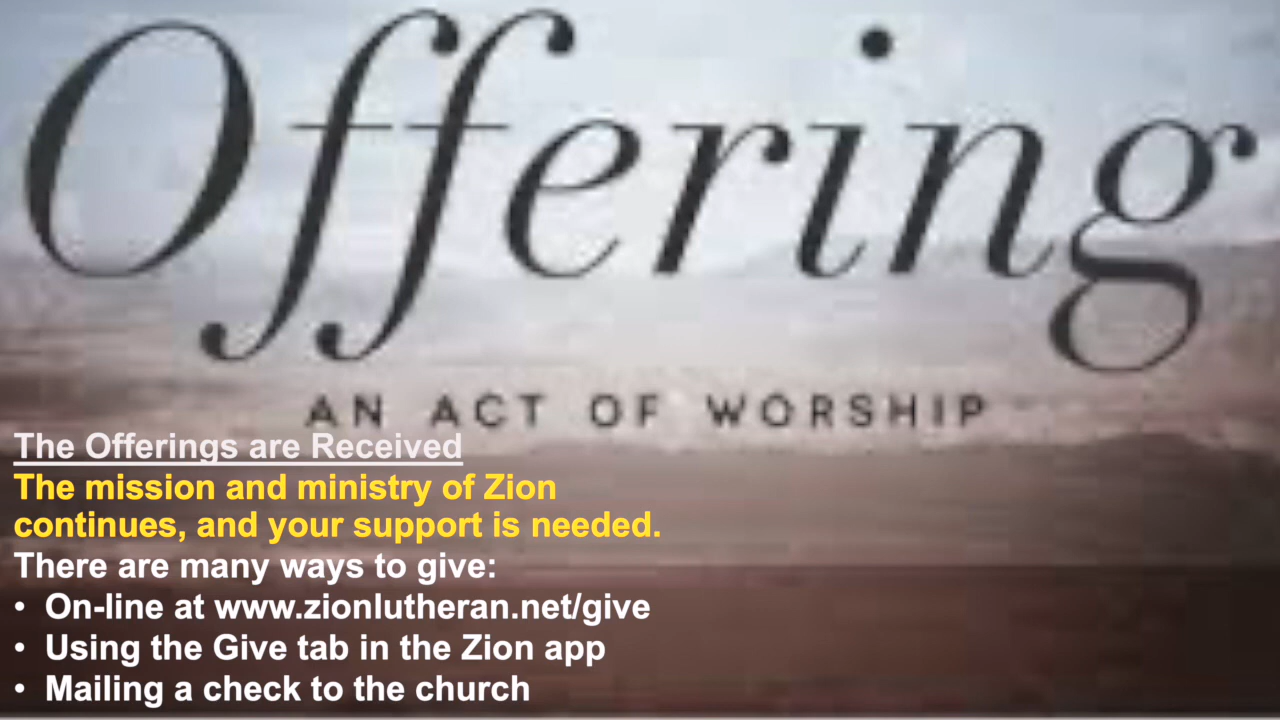 Offering
AN ACT OF WORSHIP
The Offerings are Received
The mission and ministry of Zion
continues, and your support is needed.
There are many ways to give:
• On-line at www.zionlutheran.net/give
• Using the Give tab in the Zion app
• Mailing a check to the church